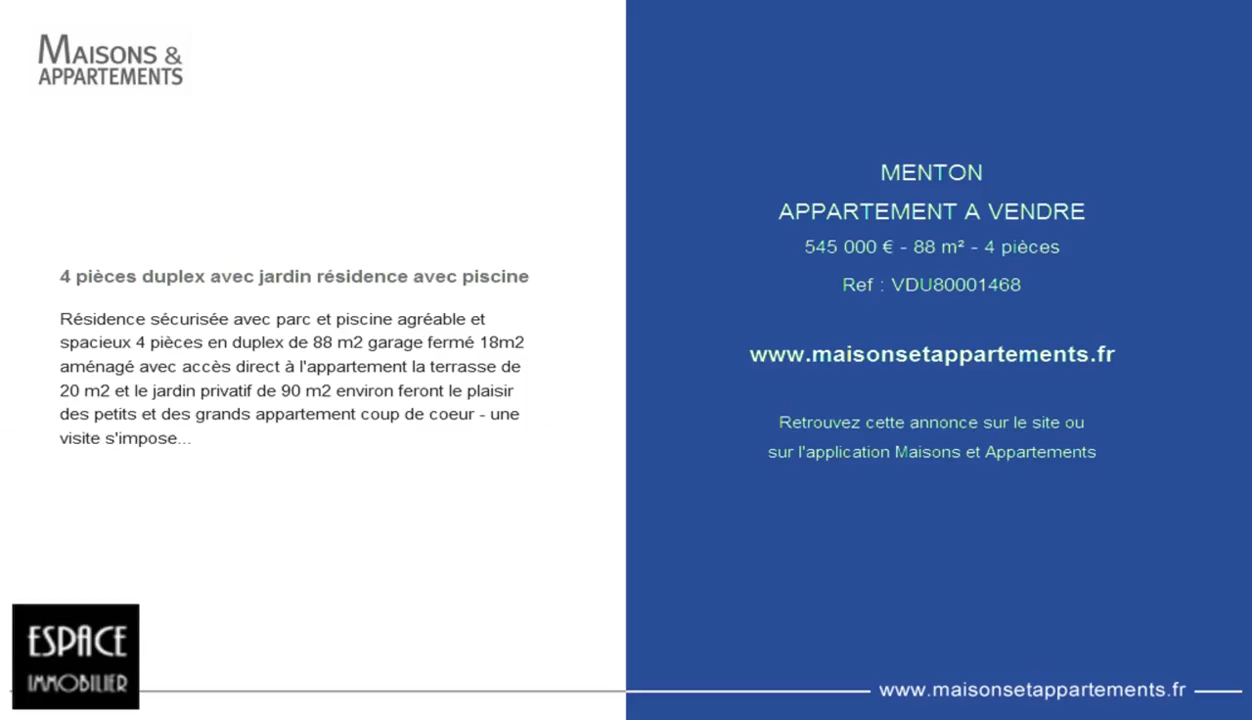 MAISONS &
APPARTEMENTS
4 pièces duplex avec jardin résidence avec piscine
Résidence sécurisée avec parc et piscine agréable et
spacieux 4 pièces en duplex de 88 m2 garage fermé 18m2
aménagé avec accès direct à l'appartement la terrasse de
20 m2 et le jardin privatif de 90 m2 environ feront le plaisir
des petits et des grands appartement coup de coeur - une
visite s'impose...
ESPACE
IMMOBILIER
MENTON
APPARTEMENT A VENDRE
545 000 € - 88 m² - 4 pièces
Ref : VDU80001468
www.maisonsetappartements.fr
Retrouvez cette annonce sur le site ou
sur l'application Maisons et Appartements
www.maisonsetappartements.fr